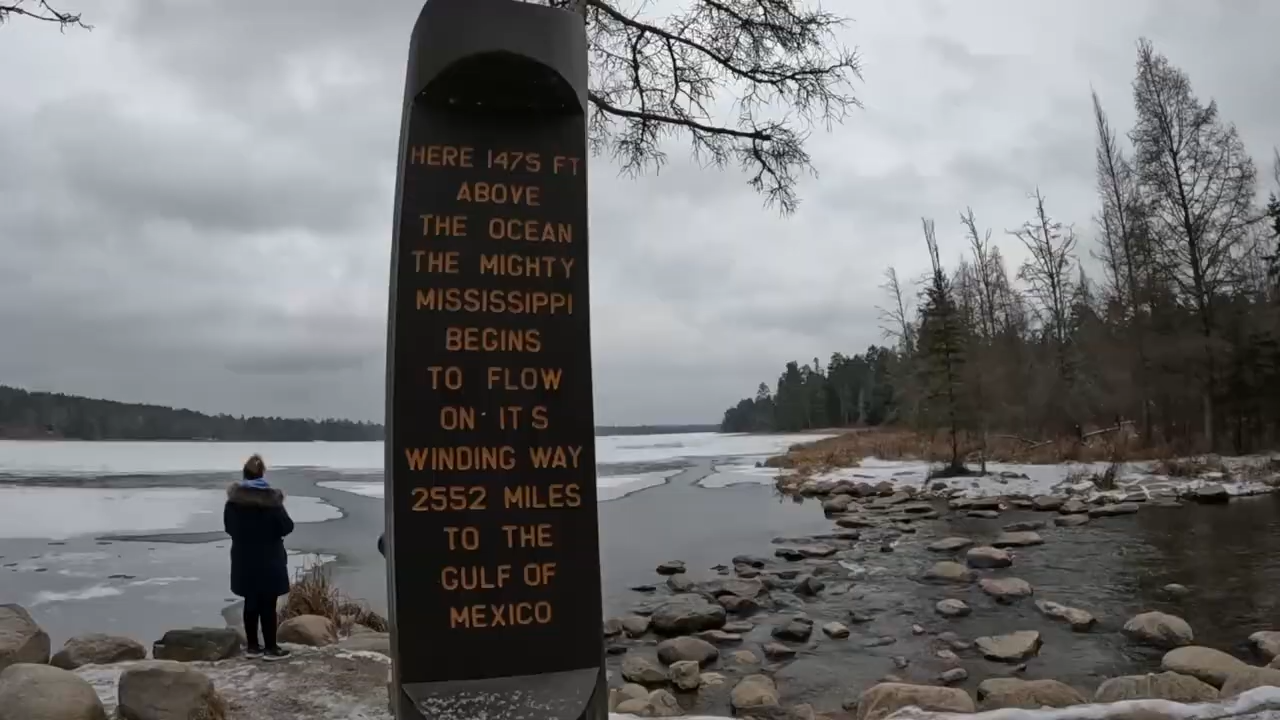 HERE 1475 FT
ABOVE
THE OCEAN
THE MIGHTY
MISSISSIPPI
BEGINS
TO FLOW
ON IT'S
WINDING WAY
2552 MILES
TO THE
GULF OF
MEXICO